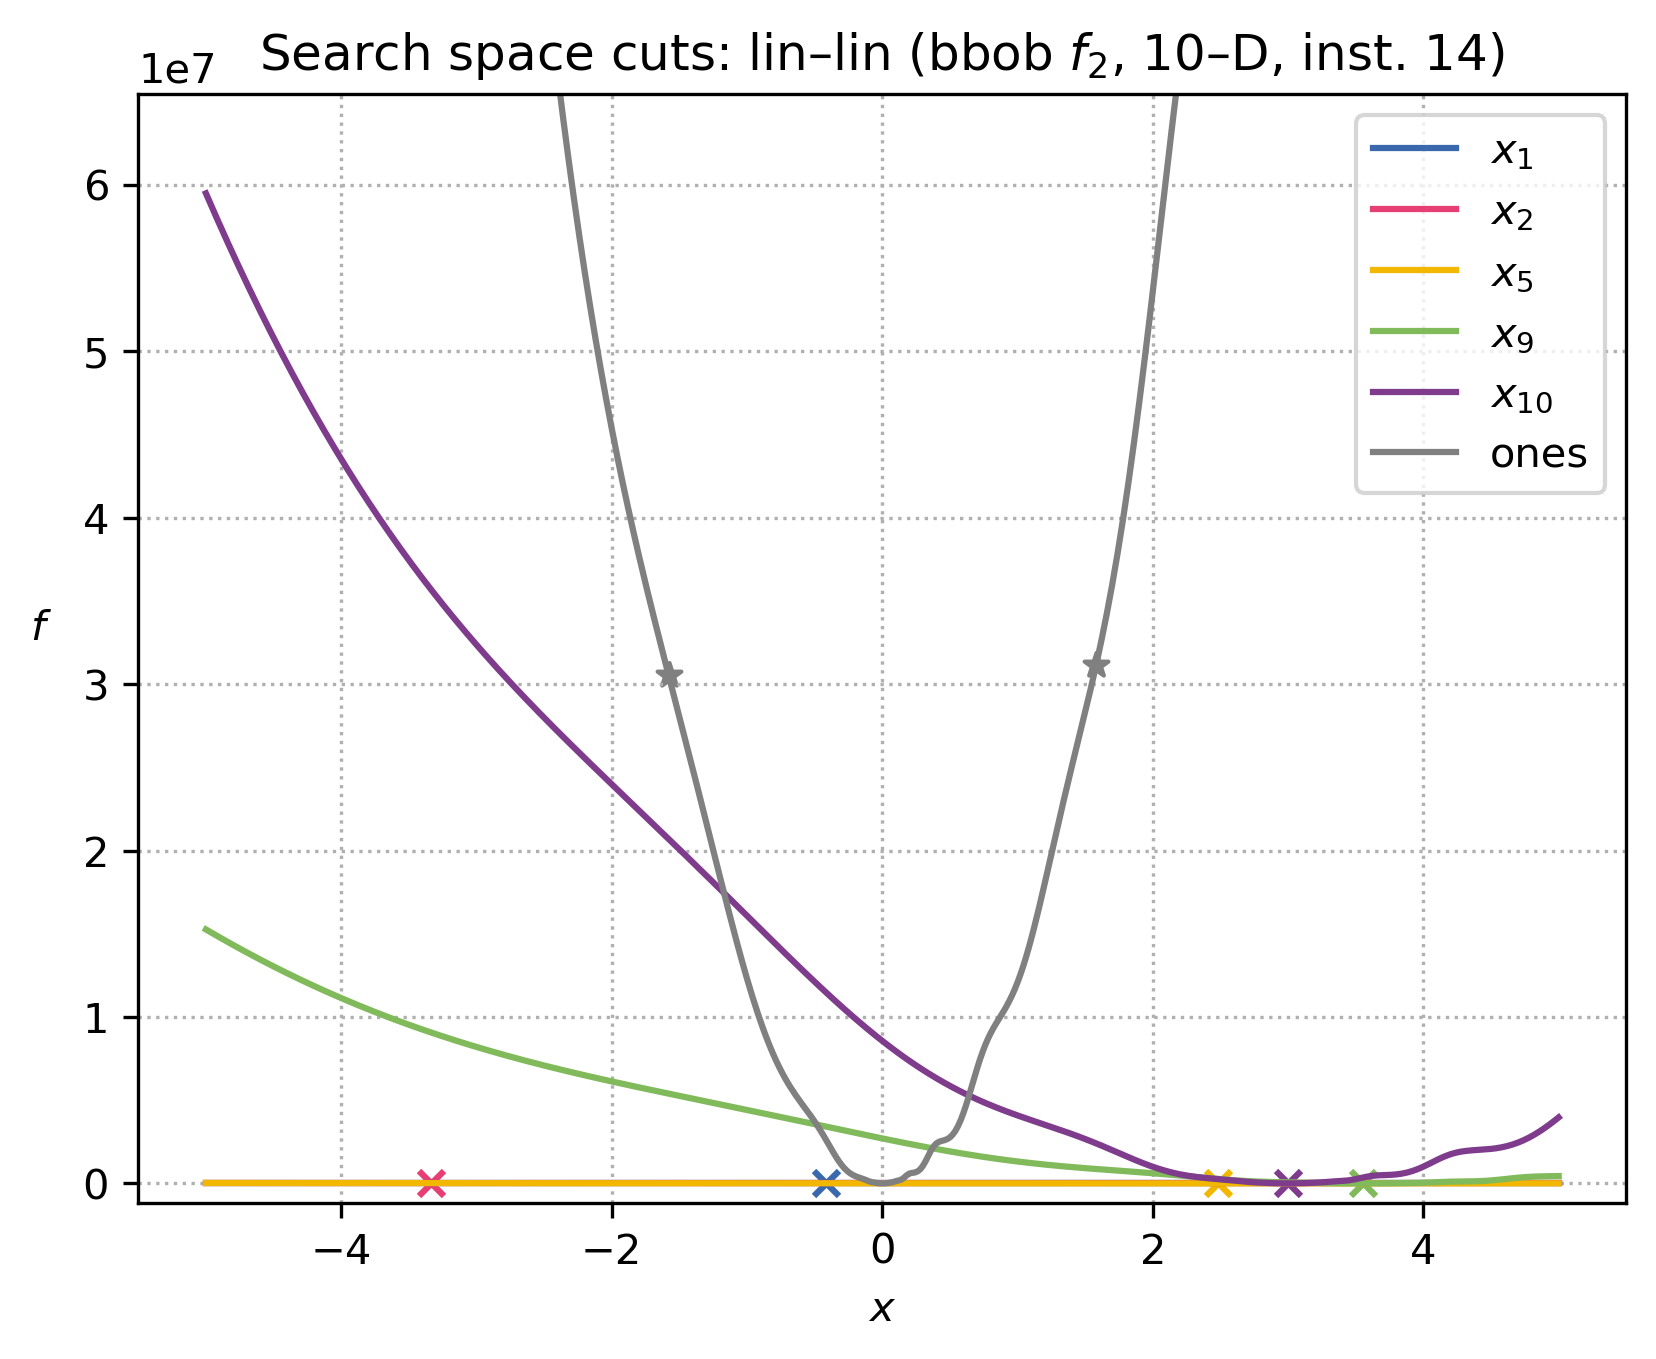 1e7
Search space cuts: lin–lin (bbob f₂, 10–D, inst. 14)
x₁
x₂
x₅
x₉
x₁₀
ones
6
5
4
3
2
1
0
f
−4 −2 0 2 4
x